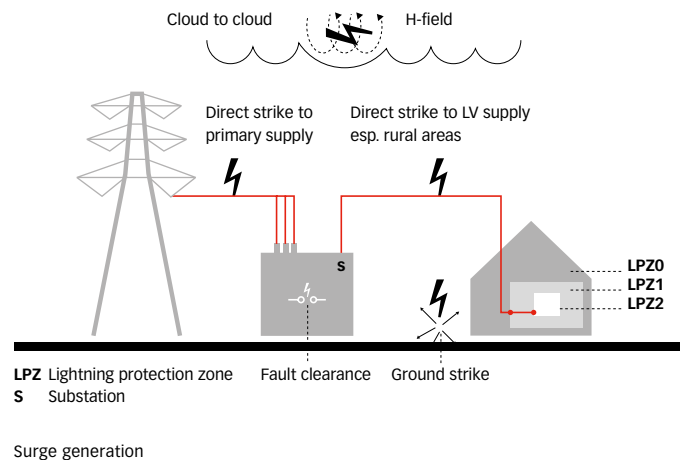 Cloud to cloud
H-field
Direct strike to
primary supply
Direct strike to LV supply
esp. rural areas
S
LPZ0
LPZ1
LPZ2
LPZ Lightning protection zone
Fault clearance
Ground strike
S Substation
Surge generation